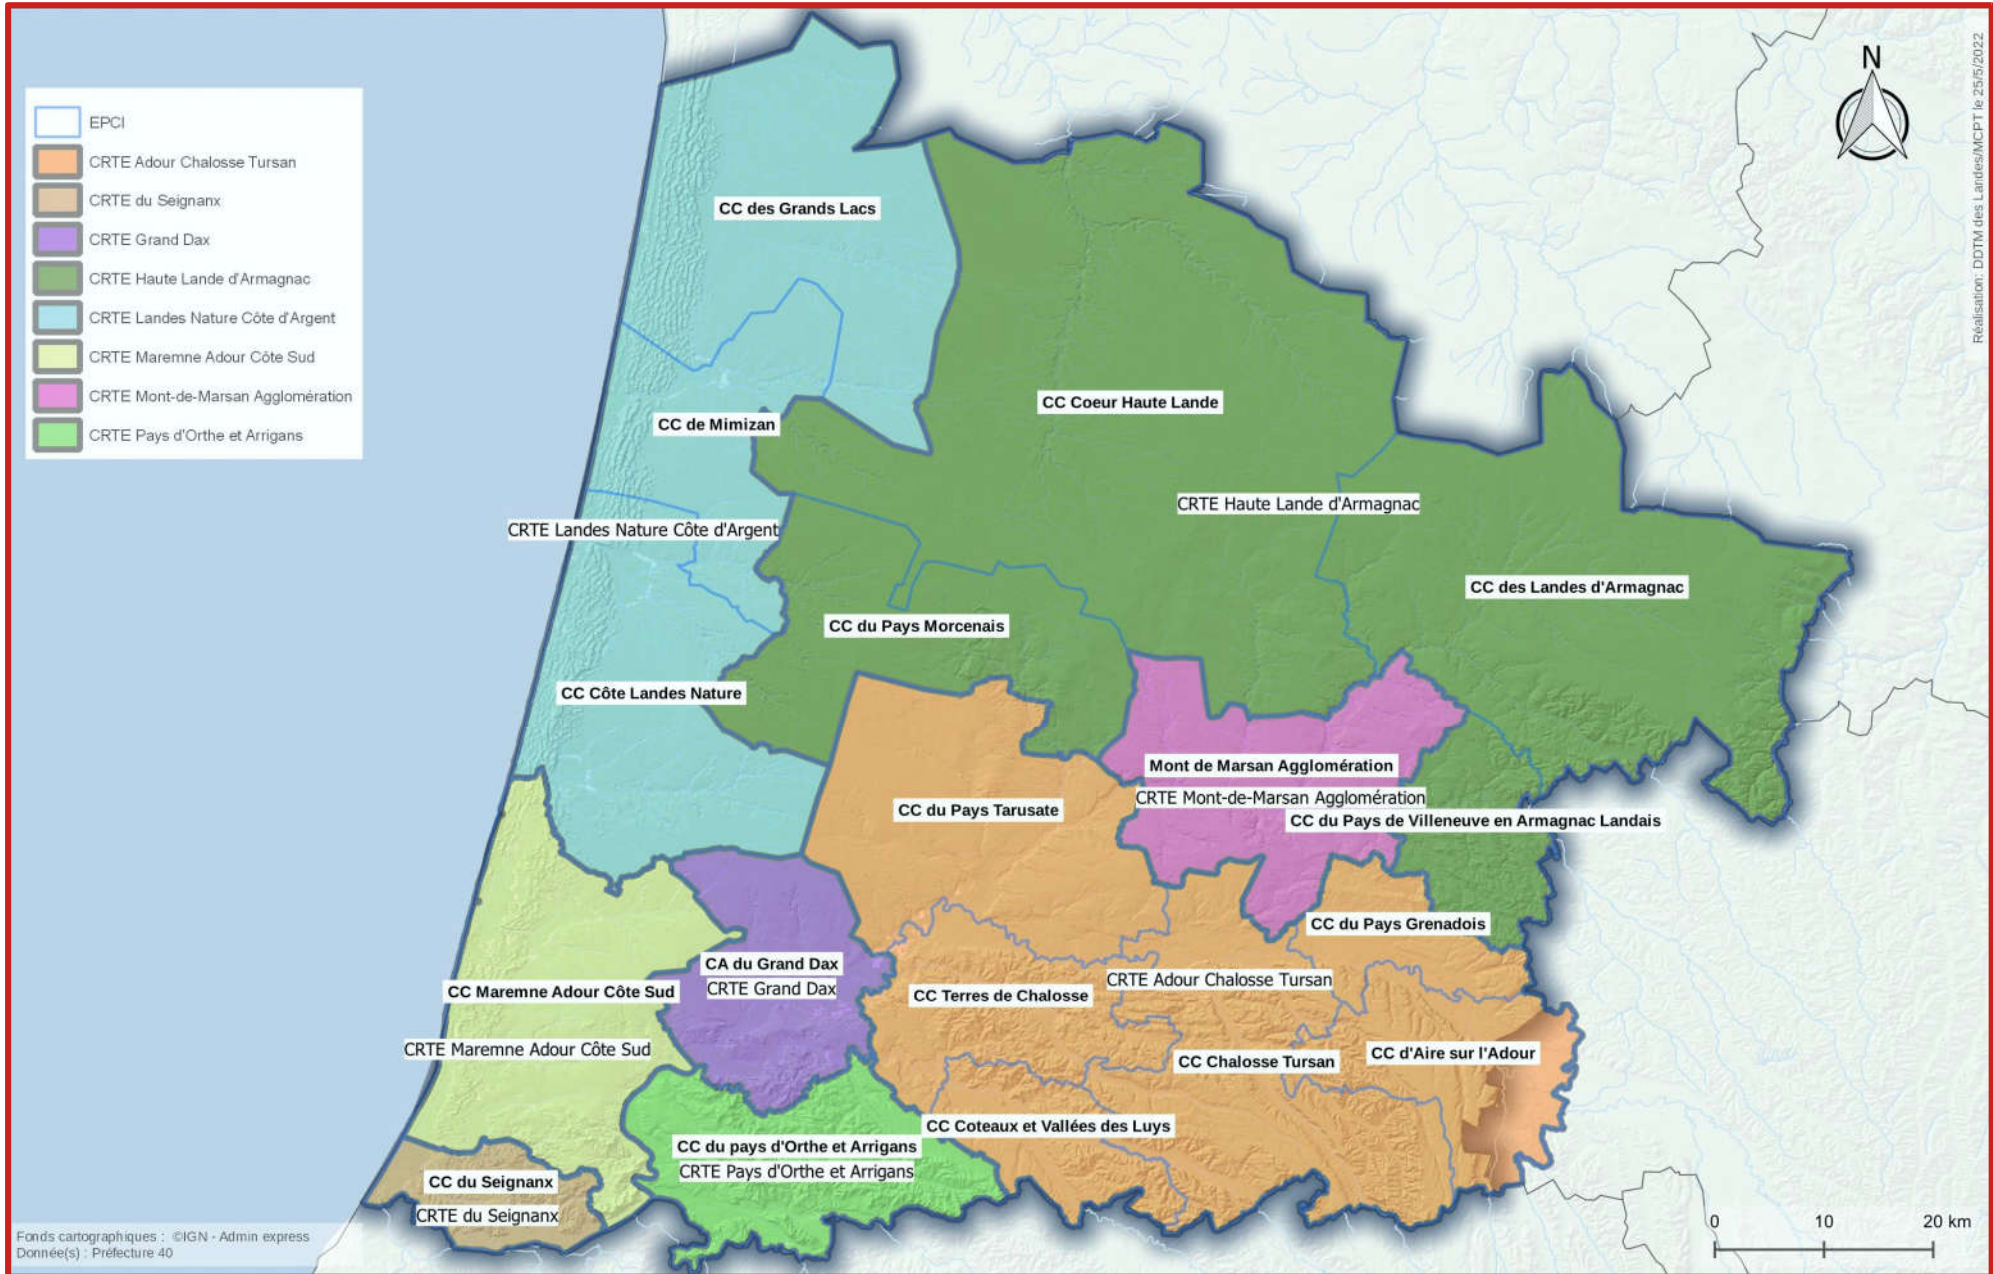 N
Réalisation: DDTM des Landes/MCPT le 25/5/2022
EPCI
CRTE Adour Chalosse Tursan
CRTE du Seignanx
CRTE Grand Dax
CRTE Haute Lande d'Armagnac
CRTE Landes Nature Côte d'Argent
CRTE Maremne Adour Côte Sud
CRTE Mont-de-Marsan Agglomération
CRTE Pays d'Orthe et Arrigans
CC des Grands Lacs
CC Coeur Haute Lande
CC de Mimizan
CRTE Haute Lande d'Armagnac
CRTE Landes Nature Côte d'Argent
CC des Landes d'Armagnac
CC du Pays Morcenais
CC Côte Landes Nature
Mont de Marsan Agglomération
CRTE Mont-de-Marsan Agglomération
CC du Pays Tarusate
CC du Pays de Villeneuve en Armagnac Landais
CC du Pays Grenadois
CA du Grand Dax
CRTE Grand Dax
CRTE Adour Chalosse Tursan
CC Maremne Adour Côte Sud
CC Terres de Chalosse
CRTE Maremne Adour Côte Sud
CC Chalosse Tursan
CC d'Aire sur l'Adour
CC Coteaux et Vallées des Luys
CC du pays d'Orthe et Arrigans
CRTE Pays d'Orthe et Arrigans
CC du Seignanx
CRTE du Seignanx
0 10 20 km
Fonds cartographiques : ©IGN - Admin express
Donnée(s) : Préfecture 40